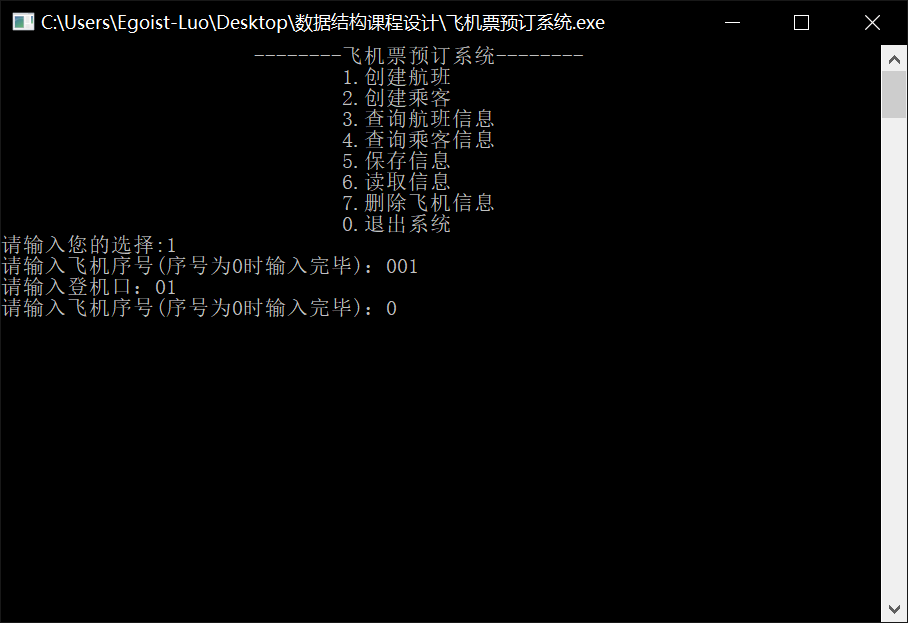 C:\Users\Egoist-Luo\Desktop\数据结构课程设计\飞机票预订系统.exe
--------飞机票预订系统--------
1.创建航班
2.创建乘客
3.查询航班信息
4.查询乘客信息
5.保存信息
6.读取信息
7.删除飞机信息
0.退出系统
请输入您的选择:1
请输入飞机序号(序号为0时输入完毕)：001
请输入登机口：01
请输入飞机序号(序号为0时输入完毕)：0